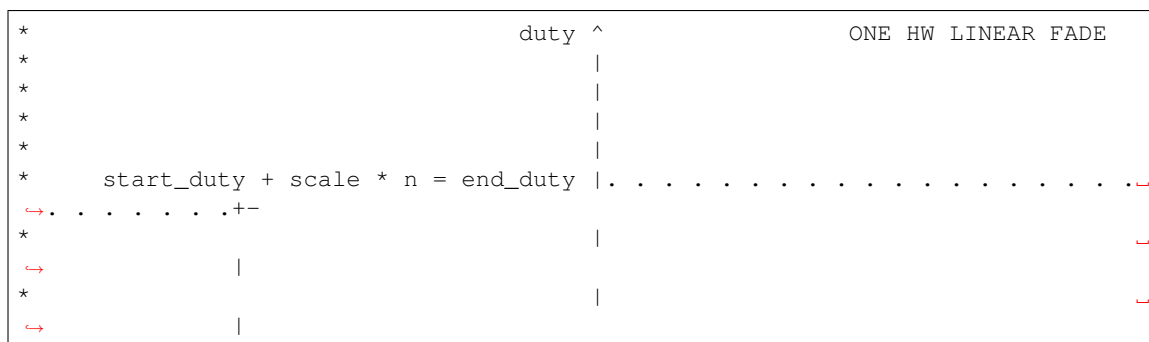 *                                  duty ^                 ONE HW LINEAR FADE
*                                       |
*                                       |
*                                       |
*                                       |
*     start_duty + scale * n = end_duty |. . . . . . . . . . . . . . . . . . .␣
↪. . . . . . .+-
*                                       |                                     ␣
↪              |
*                                       |                                     ␣
↪              |